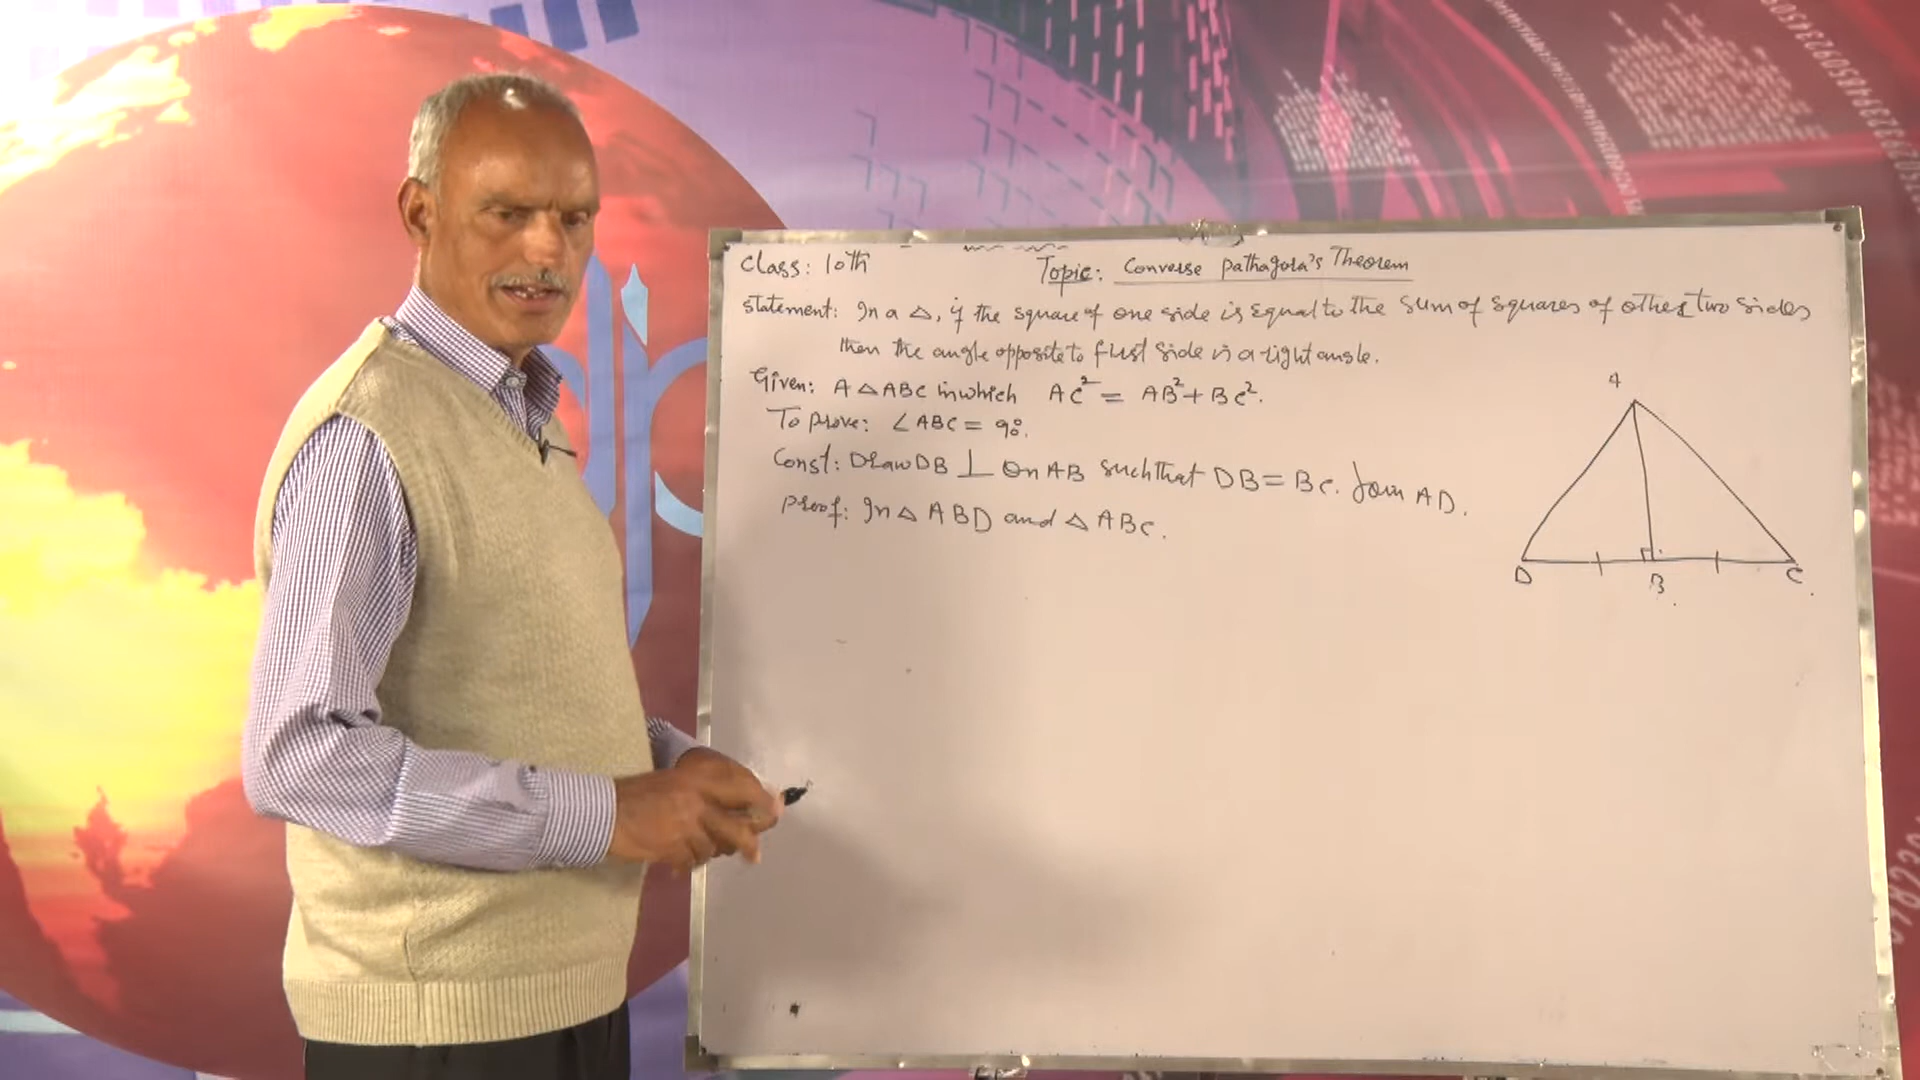 Class: 10th
Topic: Converse Pathagora's Theorem
Statement: In a △, if the square of one side is Equal to the Sum of Squares of other two sides
then the angle opposite to first side is a right angle.
Given: A △ABC in which AC² = AB² + BC².
To prove: ∠ABC = 90°.
Const: Draw DB ⊥ on AB such that DB = BC. Join AD.
Proof: In △ ABD and △ ABC.
A
D B C